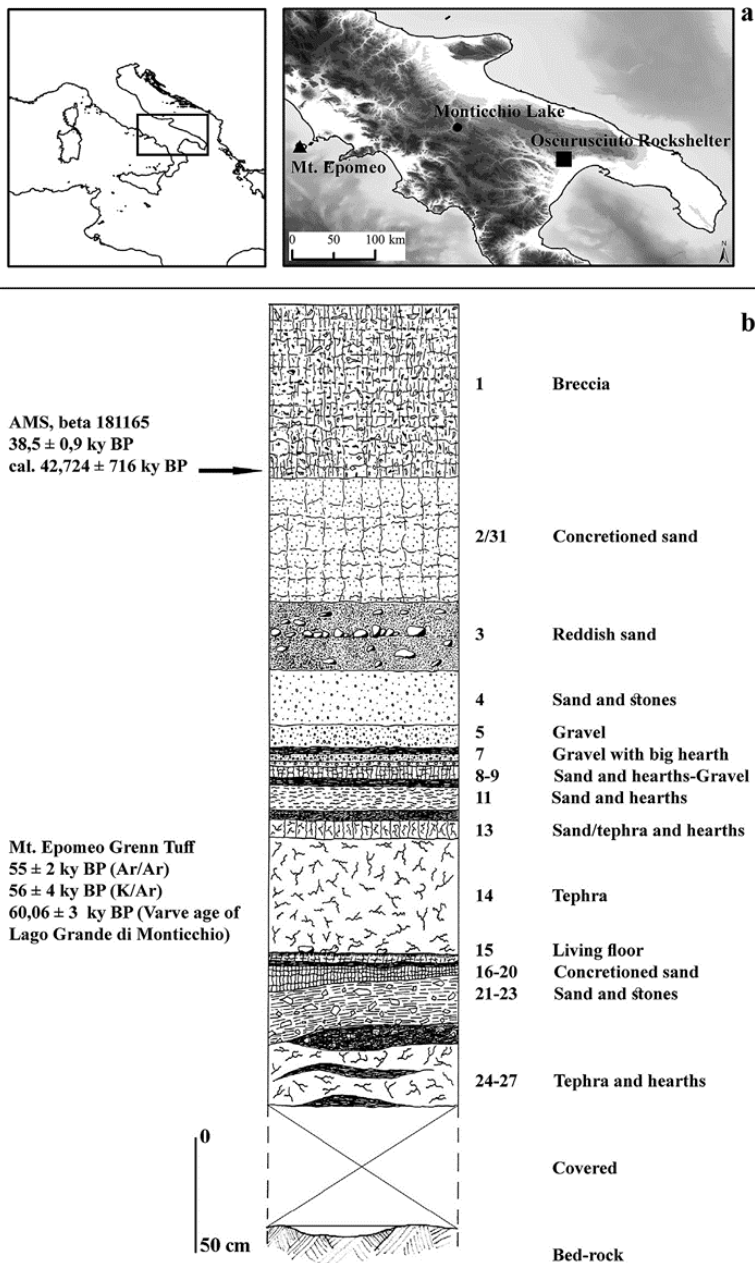 a
Monticchio Lake
Oscurusciuto Rockshelter
Mt. Epomeo
0 50 100 km
N
b
1 Breccia
AMS, beta 181165
38,5 ± 0,9 ky BP
cal. 42,724 ± 716 ky BP
2/31 Concretioned sand
3 Reddish sand
4 Sand and stones
5 Gravel
7 Gravel with big hearth
8-9 Sand and hearths-Gravel
11 Sand and hearths
13 Sand/tephra and hearths
Mt. Epomeo Grenn Tuff
55 ± 2 ky BP (Ar/Ar)
56 ± 4 ky BP (K/Ar)
60,06 ± 3 ky BP (Varve age of
Lago Grande di Monticchio)
14 Tephra
15 Living floor
16-20 Concretioned sand
21-23 Sand and stones
24-27 Tephra and hearths
0
50 cm
Covered
Bed-rock